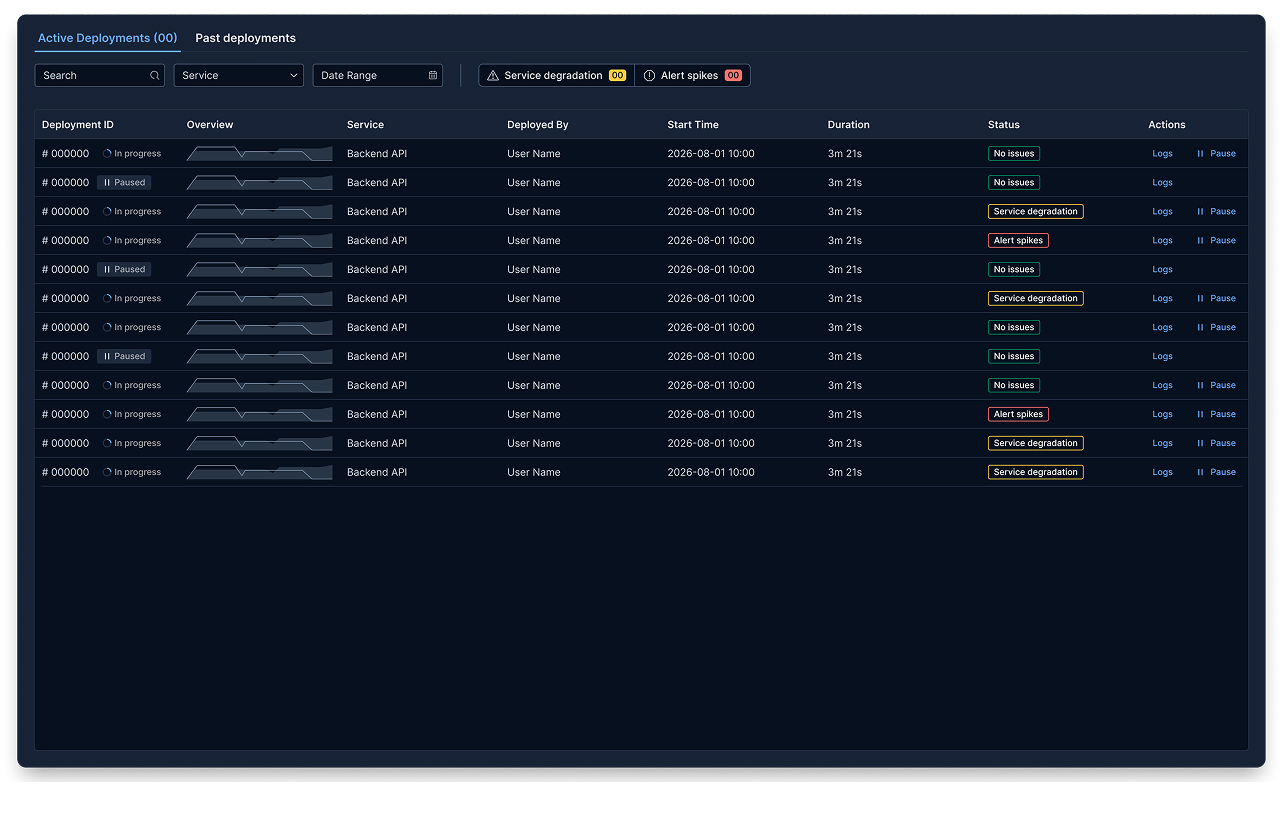 Active Deployments (00) Past deployments
Search Service Date Range Service degradation 00 Alert spikes 00
Deployment ID Overview Service Deployed By Start Time Duration Status Actions
# 000000 In progress Backend API User Name 2026-08-01 10:00 3m 21s No issues Logs Pause
# 000000 Paused Backend API User Name 2026-08-01 10:00 3m 21s No issues Logs
# 000000 In progress Backend API User Name 2026-08-01 10:00 3m 21s Service degradation Logs Pause
# 000000 In progress Backend API User Name 2026-08-01 10:00 3m 21s Alert spikes Logs Pause
# 000000 Paused Backend API User Name 2026-08-01 10:00 3m 21s No issues Logs
# 000000 In progress Backend API User Name 2026-08-01 10:00 3m 21s Service degradation Logs Pause
# 000000 In progress Backend API User Name 2026-08-01 10:00 3m 21s No issues Logs Pause
# 000000 Paused Backend API User Name 2026-08-01 10:00 3m 21s No issues Logs
# 000000 In progress Backend API User Name 2026-08-01 10:00 3m 21s No issues Logs Pause
# 000000 In progress Backend API User Name 2026-08-01 10:00 3m 21s Alert spikes Logs Pause
# 000000 In progress Backend API User Name 2026-08-01 10:00 3m 21s Service degradation Logs Pause
# 000000 In progress Backend API User Name 2026-08-01 10:00 3m 21s Service degradation Logs Pause